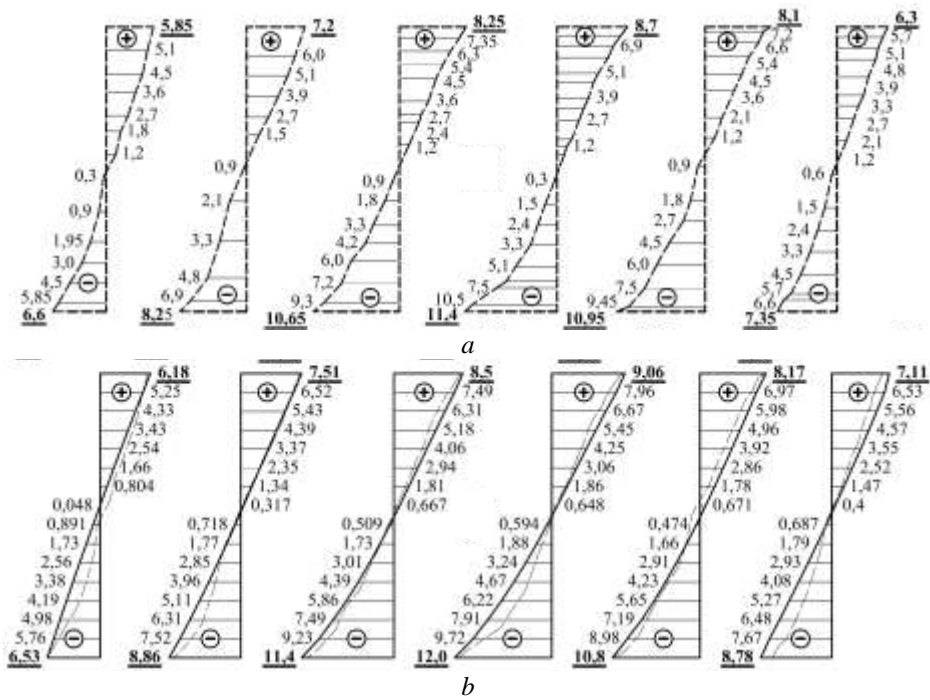 5,85 7,2 8,25 8,7 8,1 6,3
5,1 4,5 3,6 2,7 1,8 1,2
0,3 0,9 1,95 3,0 4,5 5,85
6,6
6,0 5,1 3,9 2,7 1,5
0,9 2,1 3,3 4,8 6,9
8,25
7,35 6,3 5,4 4,5 3,6 2,7 2,4 1,2
0,9 1,8 3,3 4,2 6,0 7,2 9,3
10,65
6,9 5,1 3,9 2,7 1,2
0,3 1,5 2,4 3,3 5,1 7,5 10,5
11,4
7,2 6,6 5,4 4,5 3,6 2,1 1,2
0,9 1,8 2,7 4,5 6,0 7,5 9,45
10,95
5,7 5,1 4,8 3,9 3,3 2,7 2,1 1,2
0,6 1,5 2,4 3,3 4,5 5,7 6,6
7,35
a
6,18 7,51 8,5 9,06 8,17 7,11
5,25 4,33 3,43 2,54 1,66 0,804
0,048 0,891 1,73 2,56 3,38 4,19 4,98 5,76
6,53
6,52 5,43 4,39 3,37 2,35 1,34 0,317
0,718 1,77 2,85 3,96 5,11 6,31 7,52
8,86
7,49 6,31 5,18 4,06 2,94 1,81 0,667
0,509 1,73 3,01 4,39 5,86 7,49 9,23
11,4
7,96 6,67 5,45 4,25 3,06 1,86 0,648
0,594 1,88 3,24 4,67 6,22 7,91 9,72
12,0
6,97 5,98 4,96 3,92 2,86 1,78 0,671
0,474 1,66 2,91 4,23 5,65 7,19 8,98
10,8
6,53 5,56 4,57 3,55 2,52 1,47 0,4
0,687 1,79 2,93 4,08 5,27 6,48 7,67
8,78
b